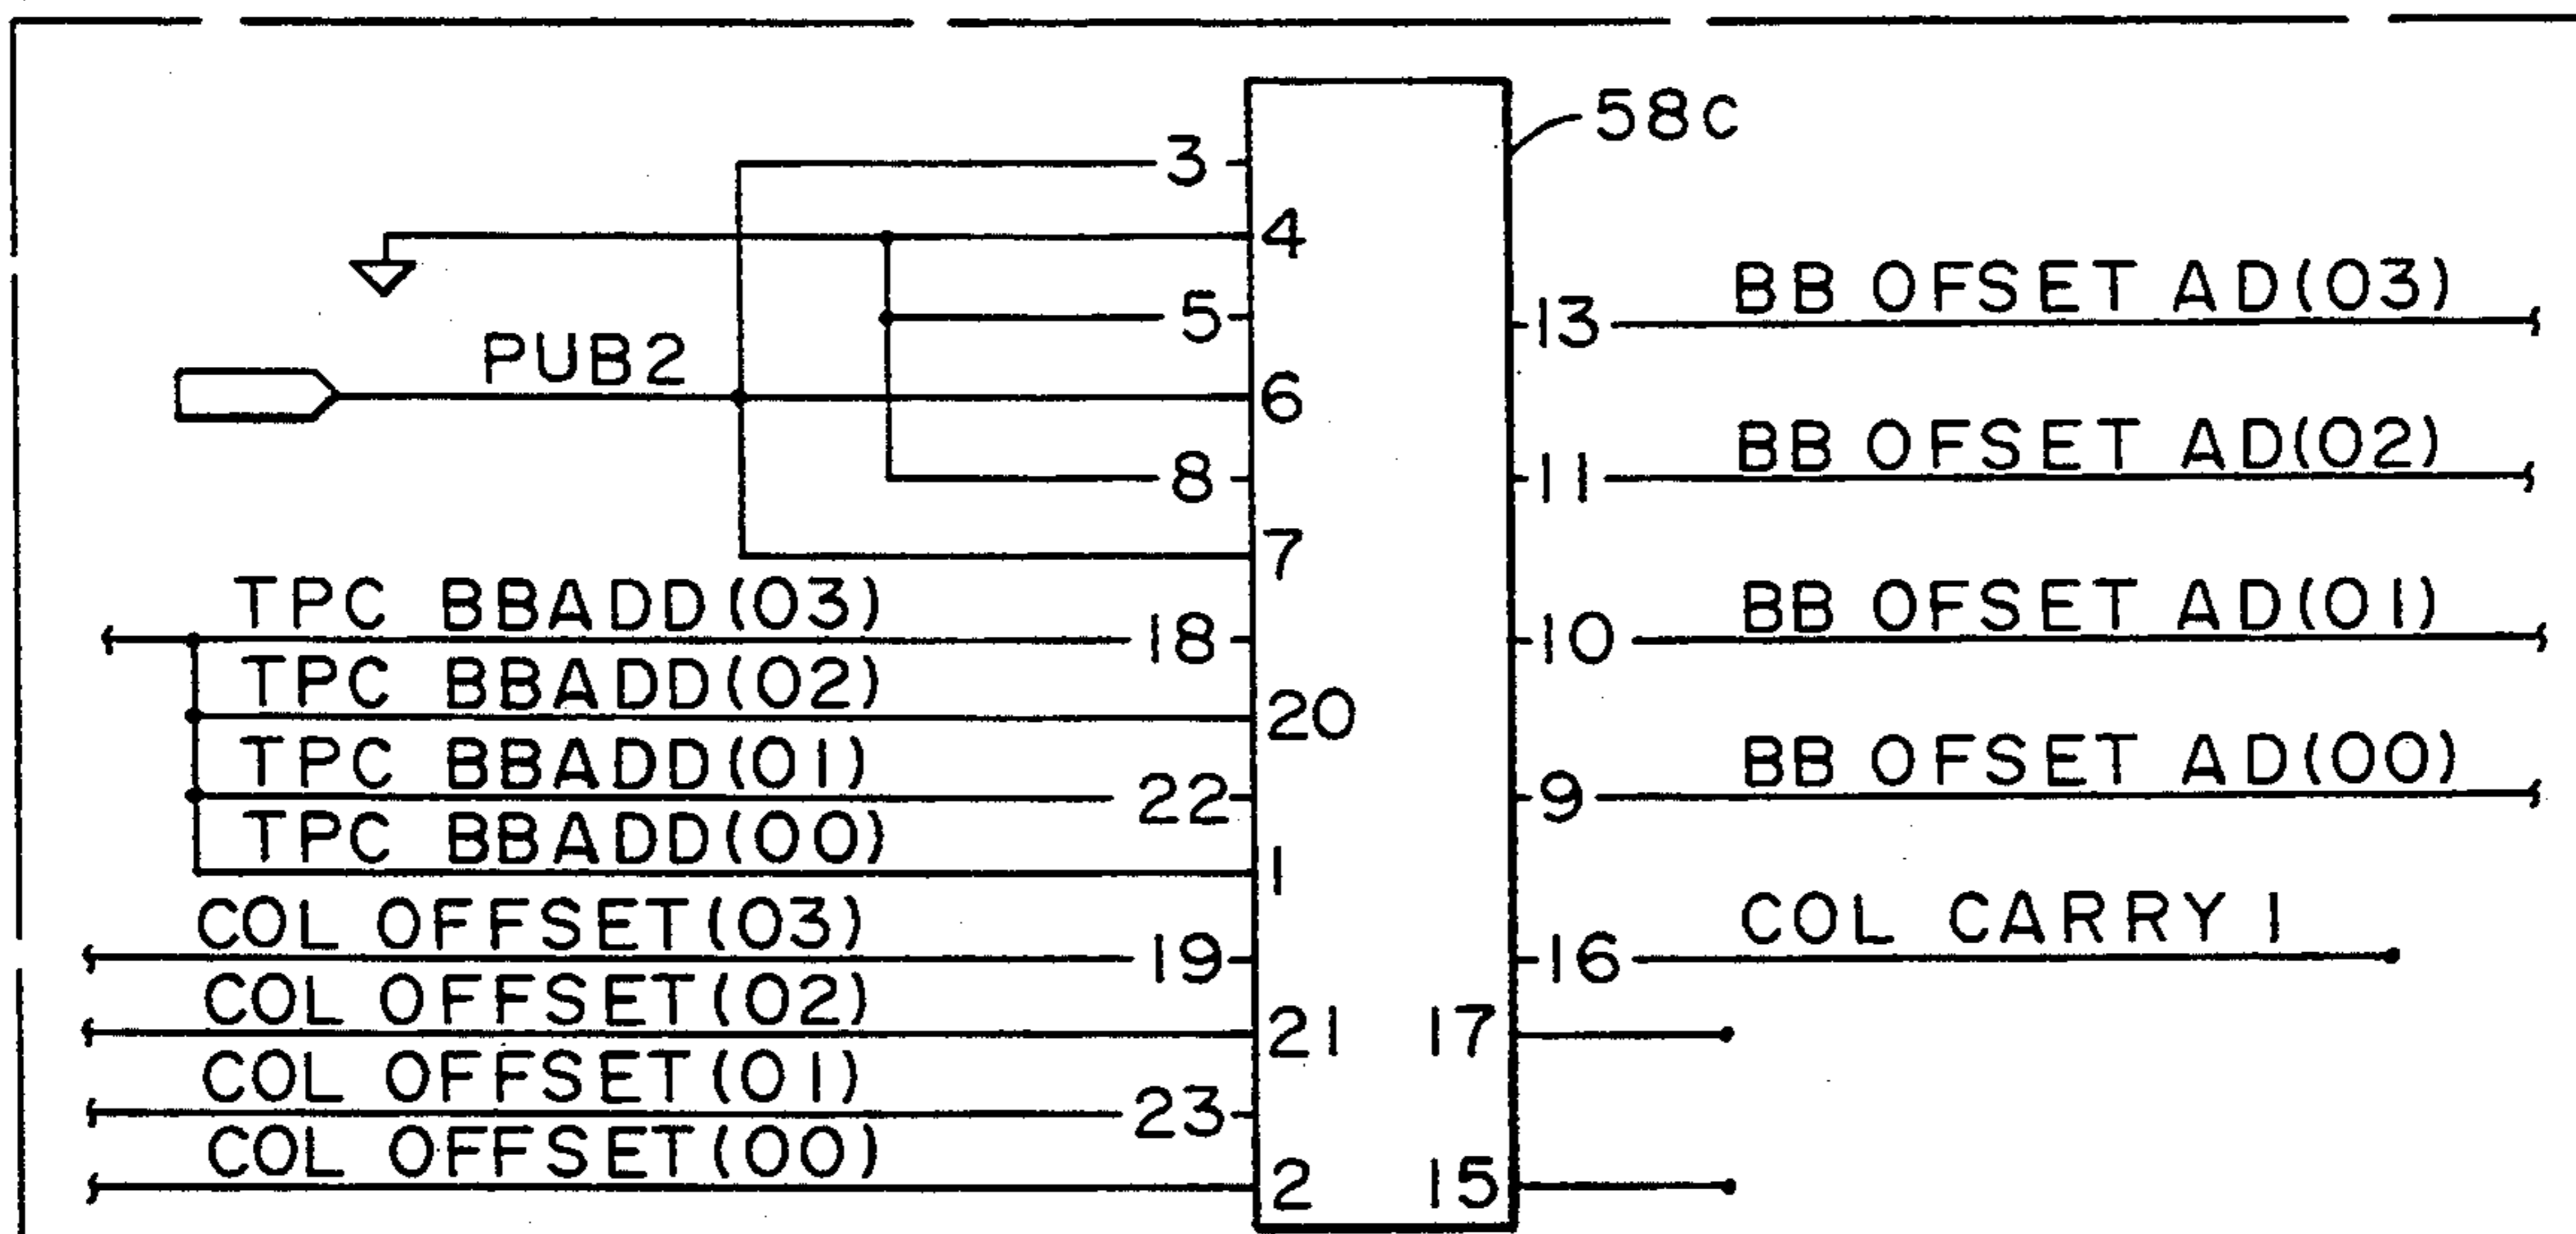 58C
3
4
5
PUB2
6
8
7
TPC BBADD(03)
18
TPC BBADD(02)
20
TPC BBADD(01)
22
TPC BBADD(00)
1
COL OFFSET(03)
19
COL OFFSET(02)
21
COL OFFSET(01)
23
COL OFFSET(00)
2
13 BB OFSET AD(03)
11 BB OFSET AD(02)
10 BB OFSET AD(01)
9 BB OFSET AD(00)
16 COL CARRY 1
17
15